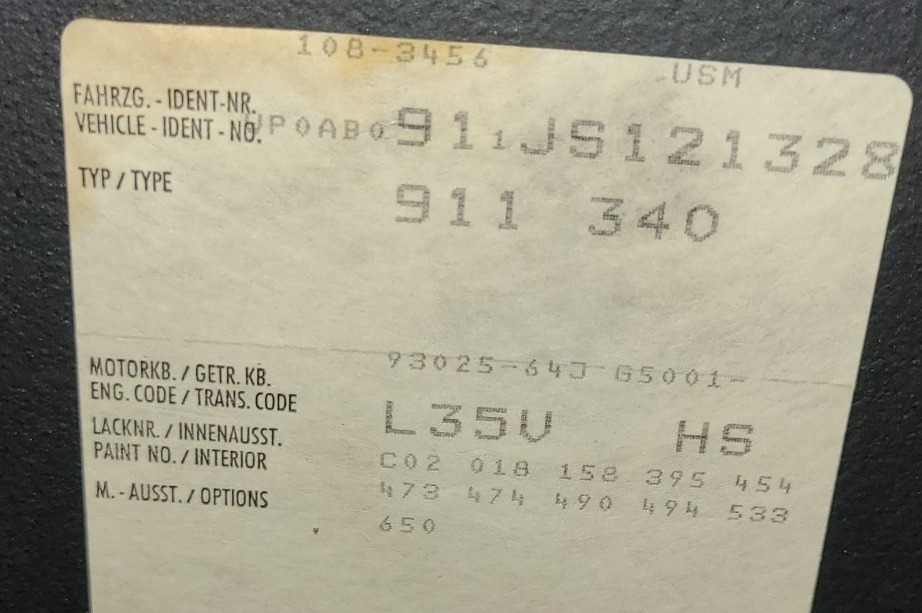 108-3456 USM
FAHRZG. - IDENT-NR.
VEHICLE - IDENT - NO. WP0AB0911JS121328
TYP / TYPE 911 340
MOTORKB. / GETR. KB. 93025-64J G5001-
ENG. CODE / TRANS. CODE
LACKNR. / INNENAUSST. L35V HS
PAINT NO. / INTERIOR C02 018 158 395 454
M. - AUSST. / OPTIONS 473 474 490 494 533
650